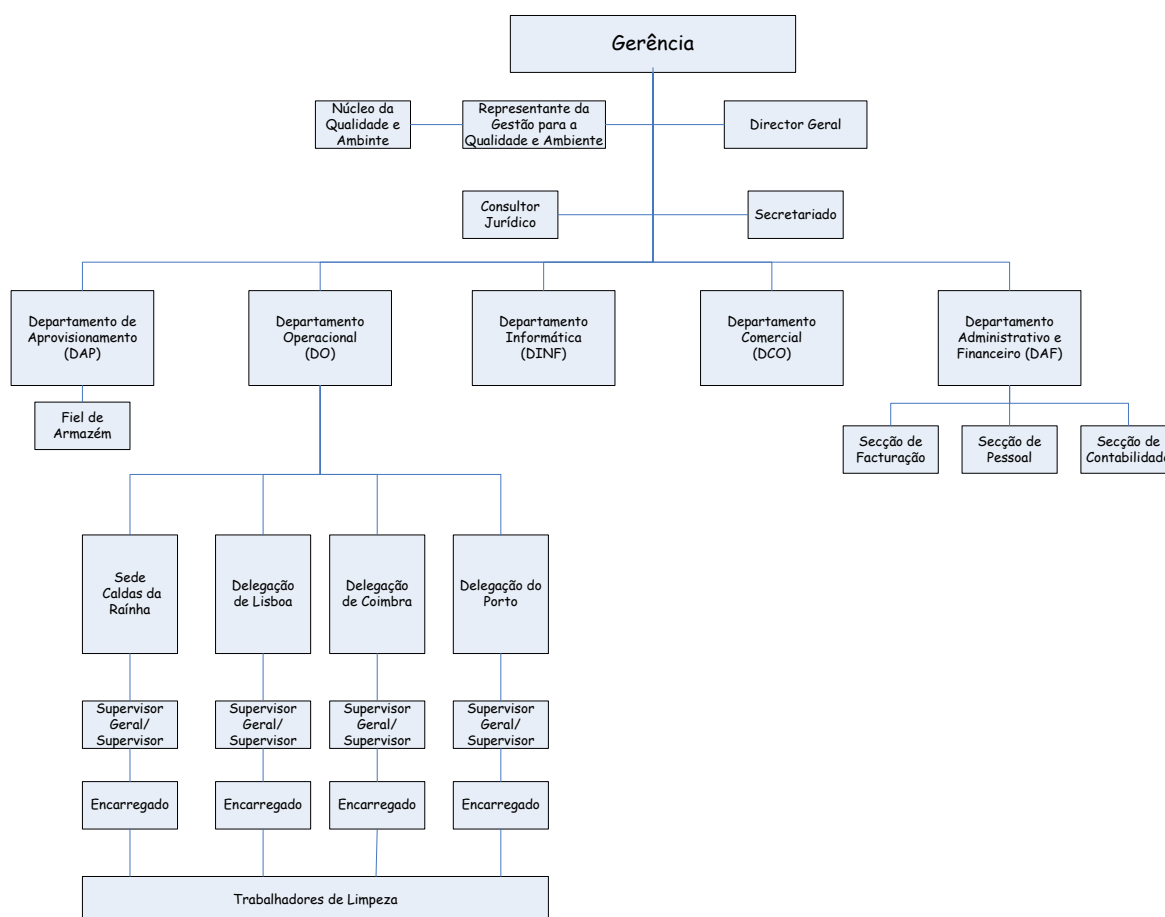 Gerência
Núcleo da
Qualidade e
Ambinte
Representante da
Gestão para a
Qualidade e Ambiente
Director Geral
Consultor
Jurídico
Secretariado
Departamento de
Aprovisionamento
(DAP)
Departamento
Operacional
(DO)
Departamento
Informática
(DINF)
Departamento
Comercial
(DCO)
Departamento
Administrativo e
Financeiro (DAF)
Fiel de
Armazém
Secção de
Facturação
Secção de
Pessoal
Secção de
Contabilidade
Sede
Caldas da
Raínha
Delegação
de Lisboa
Delegação
de Coimbra
Delegação do
Porto
Supervisor
Geral/
Supervisor
Supervisor
Geral/
Supervisor
Supervisor
Geral/
Supervisor
Supervisor
Geral/
Supervisor
Encarregado
Encarregado
Encarregado
Encarregado
Trabalhadores de Limpeza